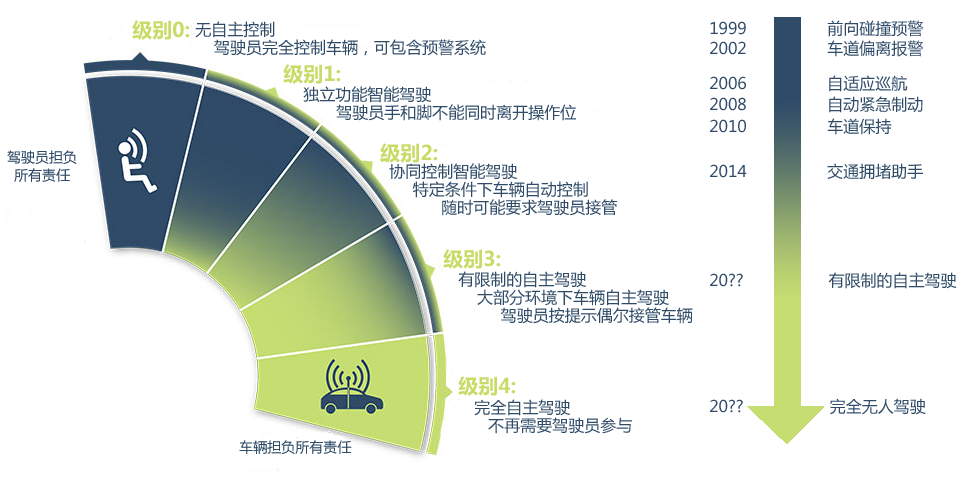 级别0: 无自主控制
驾驶员完全控制车辆，可包含预警系统
级别1:
独立功能智能驾驶
驾驶员手和脚不能同时离开操作位
级别2:
协同控制智能驾驶
特定条件下车辆自动控制
随时可能要求驾驶员接管
级别3:
有限制的自主驾驶
大部分环境下车辆自主驾驶
驾驶员按提示偶尔接管车辆
级别4:
完全自主驾驶
不再需要驾驶员参与
驾驶员担负
所有责任
车辆担负所有责任
1999 前向碰撞预警
2002 车道偏离报警
2006 自适应巡航
2008 自动紧急制动
2010 车道保持
2014 交通拥堵助手
20?? 有限制的自主驾驶
20?? 完全无人驾驶